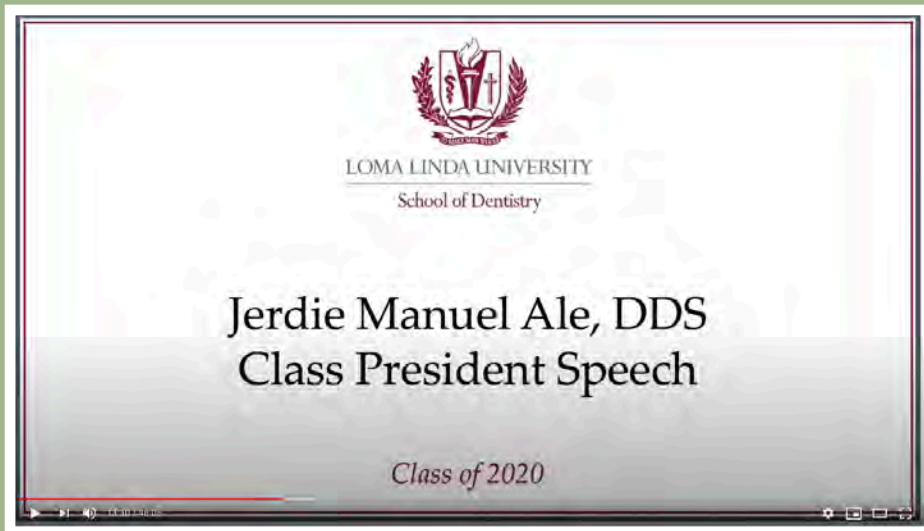 LOMA LINDA UNIVERSITY
School of Dentistry
Jerdie Manuel Ale, DDS
Class President Speech
Class of 2020